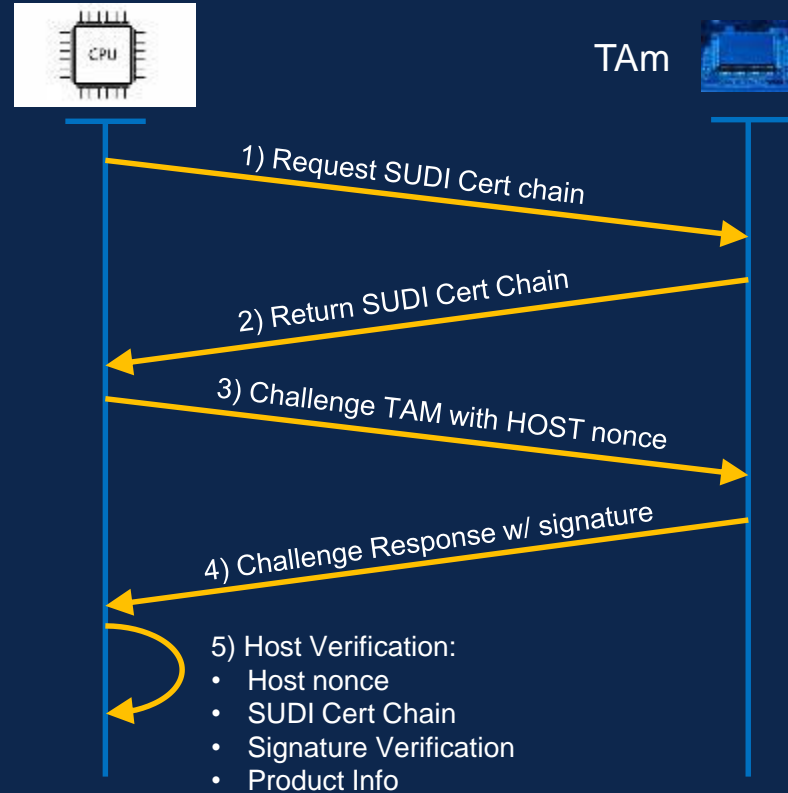 CPU
TAm
1) Request SUDI Cert chain
2) Return SUDI Cert Chain
3) Challenge TAM with HOST nonce
4) Challenge Response w/ signature
5) Host Verification:
• Host nonce
• SUDI Cert Chain
• Signature Verification
• Product Info